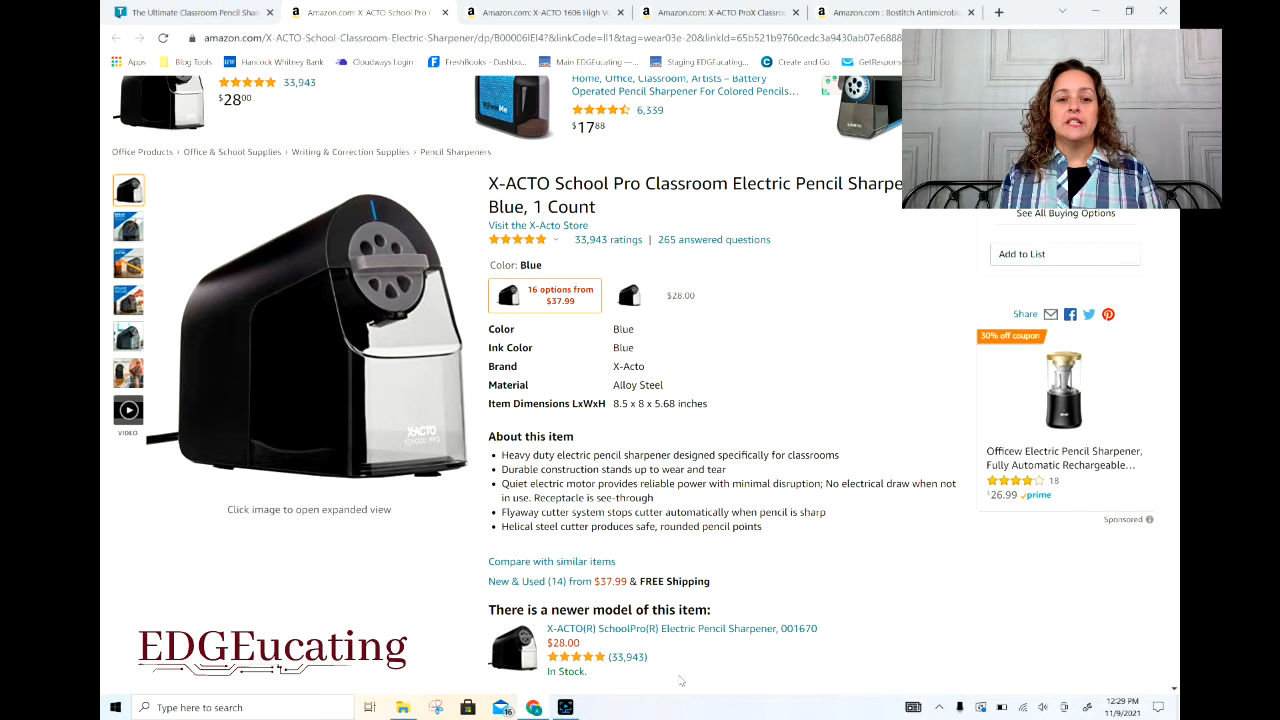 The Ultimate Classroom Pencil Shar
Amazon.com: X-ACTO School Pro C
Amazon.com: X-ACTO 1606 High Vo
Amazon.com: X-ACTO ProX Classro
Amazon.com : Bostitch Antimicrobia
amazon.com/X-ACTO-School-Classroom-Electric-Sharpener/dp/B00006IEI4?&linkCode=ll1&tag=wear03e-20&linkId=65b521b9760cedc3a9430ab07e6888
Apps
Blog Tools
Hancock Whitney Bank
Cloudways Login
FreshBooks - Dashbo...
Main EDGEucating —...
Staging EDGEucating...
Create and Go
GetRespons
33,943
$28.00
Home, Office, Classroom, Artists – Battery
Operated Pencil Sharpener For Colored Pencils...
6,339
$17.88
Office Products › Office & School Supplies › Writing & Correction Supplies › Pencil Sharpeners
X-ACTO School Pro Classroom Electric Pencil Sharpe
Blue, 1 Count
Visit the X-Acto Store
33,943 ratings | 265 answered questions
Color: Blue
16 options from
$37.99
$28.00
Color Blue
Ink Color Blue
Brand X-Acto
Material Alloy Steel
Item Dimensions LxWxH 8.5 x 8 x 5.68 inches
About this item
• Heavy duty electric pencil sharpener designed specifically for classrooms
• Durable construction stands up to wear and tear
• Quiet electric motor provides reliable power with minimal disruption; No electrical draw when not
in use. Receptacle is see-through
• Flyaway cutter system stops cutter automatically when pencil is sharp
• Helical steel cutter produces safe, rounded pencil points
Compare with similar items
New & Used (14) from $37.99 & FREE Shipping
There is a newer model of this item:
X-ACTO(R) SchoolPro(R) Electric Pencil Sharpener, 001670
$28.00
(33,943)
In Stock.
VIDEO
X-ACTO
SCHOOL PRO
Click image to open expanded view
See All Buying Options
Add to List
Share
30% off coupon
Officew Electric Pencil Sharpener,
Fully Automatic Rechargeable...
18
$26.99 prime
Sponsored
EDGEucating
Type here to search
16
12:29 PM
11/9/2021